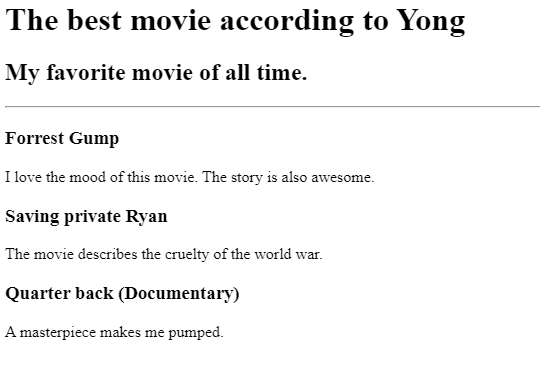 The best movie according to Yong
My favorite movie of all time.
Forrest Gump
I love the mood of this movie. The story is also awesome.
Saving private Ryan
The movie describes the cruelty of the world war.
Quarter back (Documentary)
A masterpiece makes me pumped.